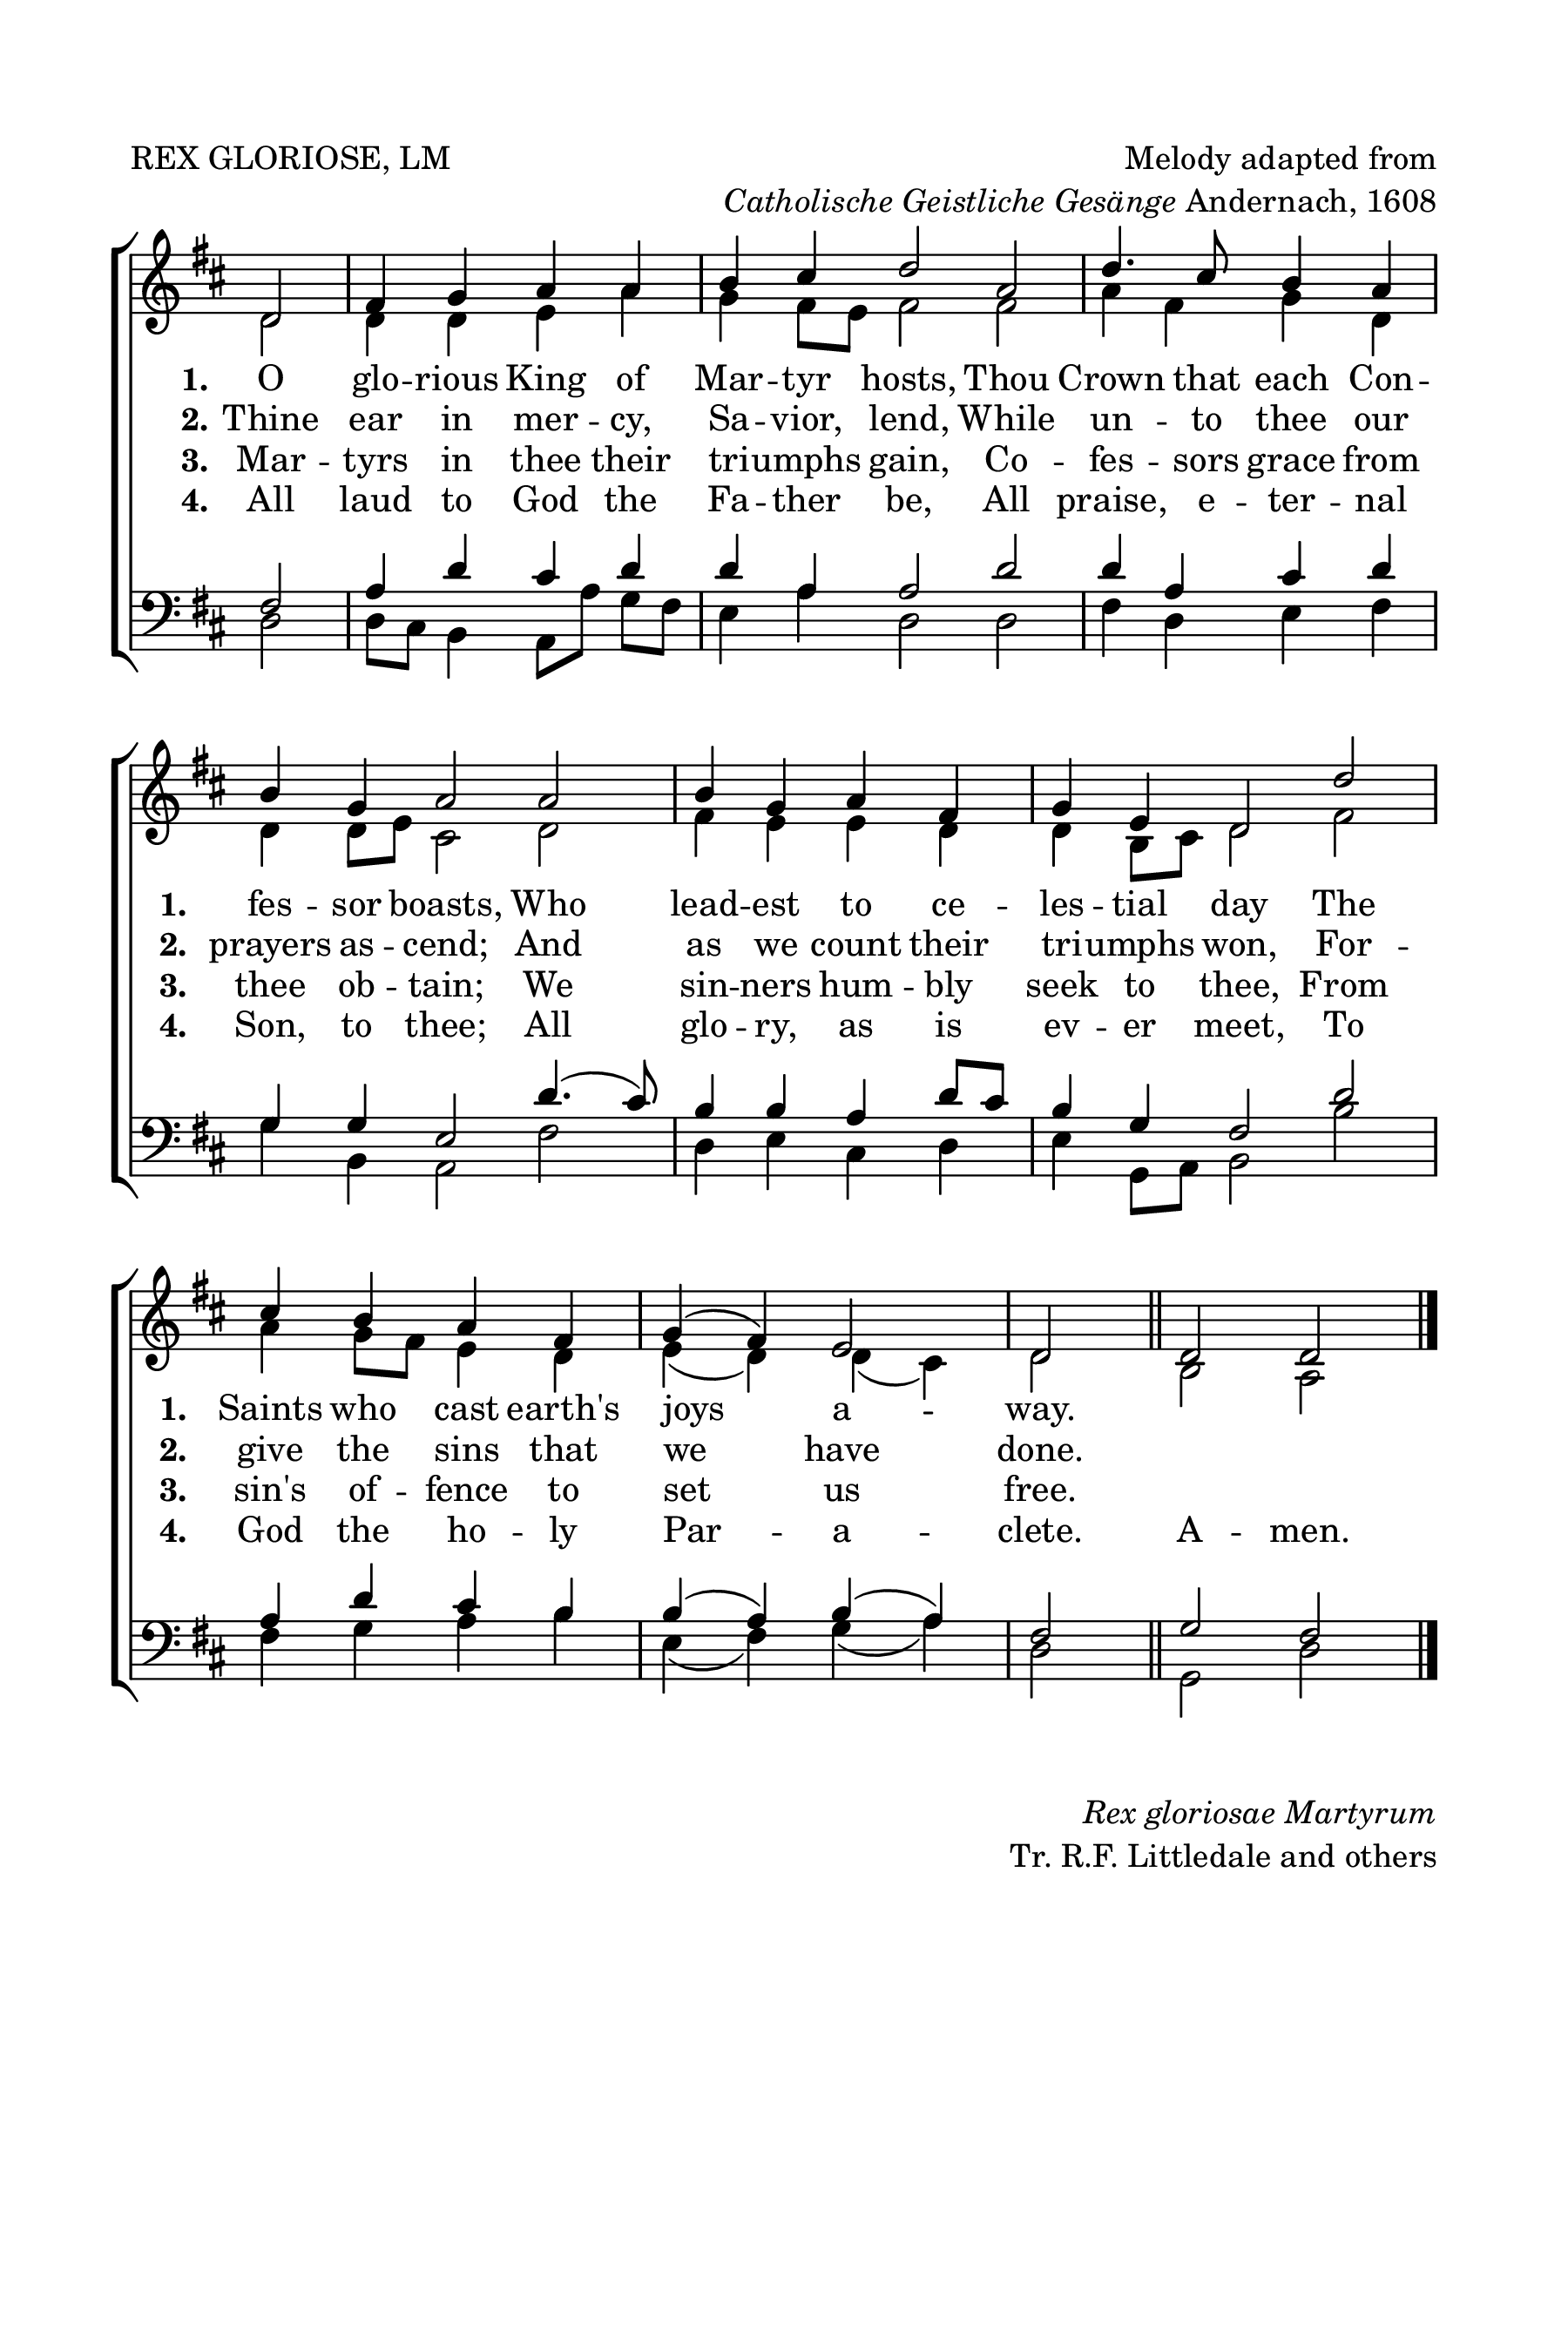 REX GLORIOSE, LM
Melody adapted from
Catholische Geistliche Gesänge Andernach, 1608
1. O glo -- rious King of Mar -- tyr hosts, Thou Crown that each Con --
2. Thine ear in mer -- cy, Sa -- vior, lend, While un -- to thee our
3. Mar -- tyrs in thee their triumphs gain, Co -- fes -- sors grace from
4. All laud to God the Fa -- ther be, All praise, e -- ter -- nal
1. fes -- sor boasts, Who lead -- est to ce -- les -- tial day The
2. prayers as -- cend; And as we count their triumphs won, For --
3. thee ob -- tain; We sin -- ners hum -- bly seek to thee, From
4. Son, to thee; All glo -- ry, as is ev -- er meet, To
1. Saints who cast earth's joys a -- way.
2. give the sins that we have done.
3. sin's of -- fence to set us free.
4. God the ho -- ly Par -- a -- clete. A -- men.
Rex gloriosae Martyrum
Tr. R.F. Littledale and others